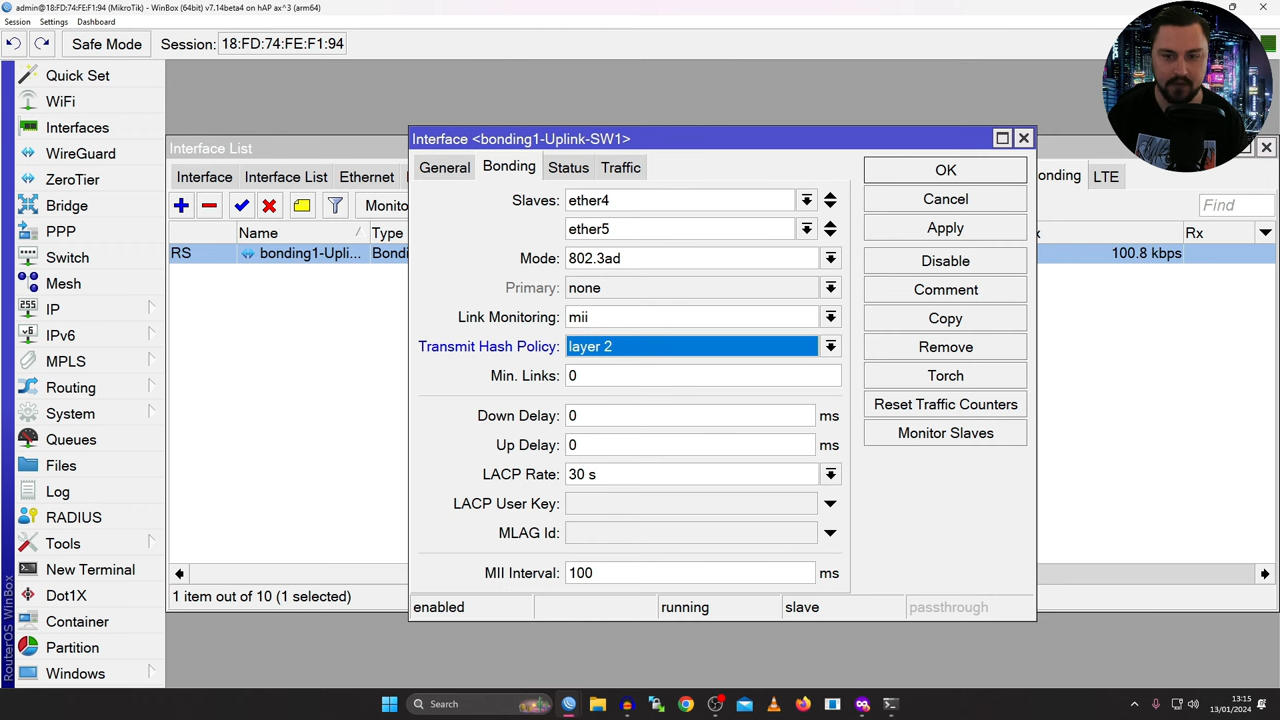 admin@18:FD:74:FE:F1:94 (MikroTik) - WinBox (64bit) v7.14beta4 on hAP ax^3 (arm64)
Session Settings Dashboard
Safe Mode Session: 18:FD:74:FE:F1:94
Quick Set
WiFi
Interfaces
WireGuard
ZeroTier
Bridge
PPP
Switch
Mesh
255
IP
v6
IPv6
MPLS
Routing
System
Queues
Files
Log
RADIUS
Tools
New Terminal
Dot1X
Container
Partition
Windows
RouterOS WinBox
Interface List
Interface Interface List Ethernet
LTE
Monito
Find
Name Type
Rx
RS bonding1-Upli... Bondi
100.8 kbps
1 item out of 10 (1 selected)
Interface <bonding1-Uplink-SW1>
General Bonding Status Traffic
Slaves: ether4
ether5
Mode: 802.3ad
Primary: none
Link Monitoring: mii
Transmit Hash Policy: layer 2
Min. Links: 0
Down Delay: 0 ms
Up Delay: 0 ms
LACP Rate: 30 s
LACP User Key:
MLAG Id:
MII Interval: 100 ms
OK
Cancel
Apply
Disable
Comment
Copy
Remove
Torch
Reset Traffic Counters
Monitor Slaves
enabled running slave passthrough
Search
13:15
13/01/2024